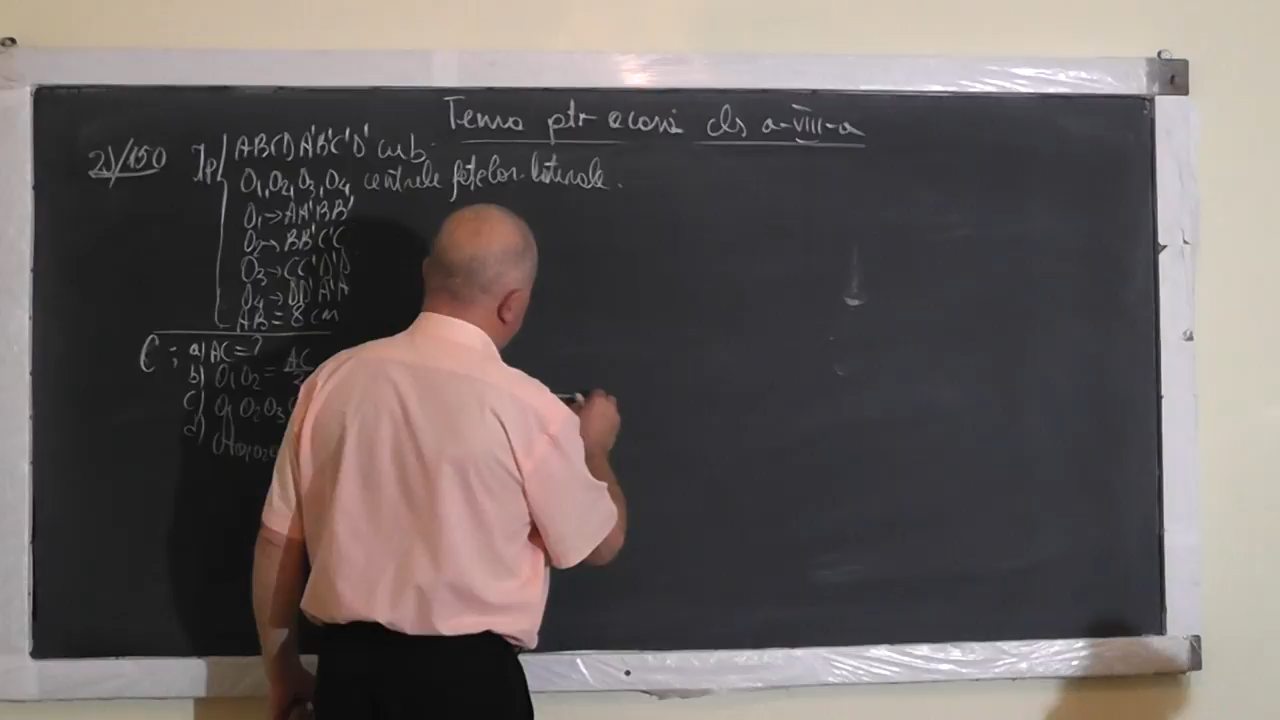 Tema ptr acasă cls a-VIII-a
2)/150 Ip ABCDA'B'C'D' cub.
O₁,O₂,O₃,O₄, centrele fețelor laterale.
O₁→AA'BB'
O₂→BB'C'C
O₃→CC'D'D
O₄→DD'A'A
AB = 8 cm
C: a) AC=?
b) O₁O₂ = AC
c) O₁O₂O₃
d)